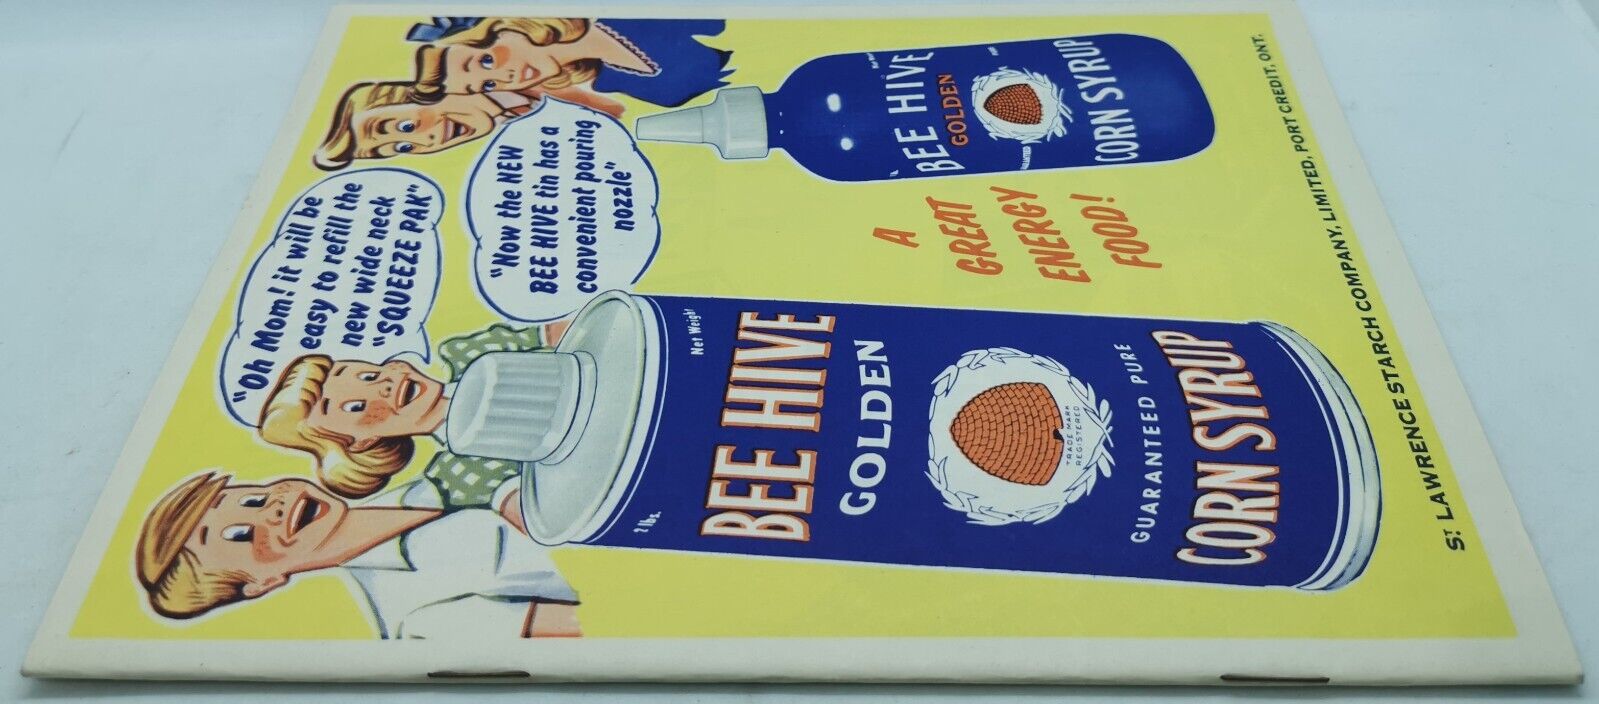 "Oh Mom! it will be
easy to refill the
new wide neck
"SQUEEZE PAK"
"Now the NEW
BEE HIVE tin has a
convenient pouring
nozzle"
2 lbs.
Net Weight
BEE HIVE
GOLDEN
TRADE MARK
REGISTERED
GUARANTEED PURE
CORN SYRUP
BEE HIVE
GOLDEN
CORN SYRUP
A
GREAT
ENERGY
FOOD!
ST LAWRENCE STARCH COMPANY, LIMITED, PORT CREDIT, ONT.